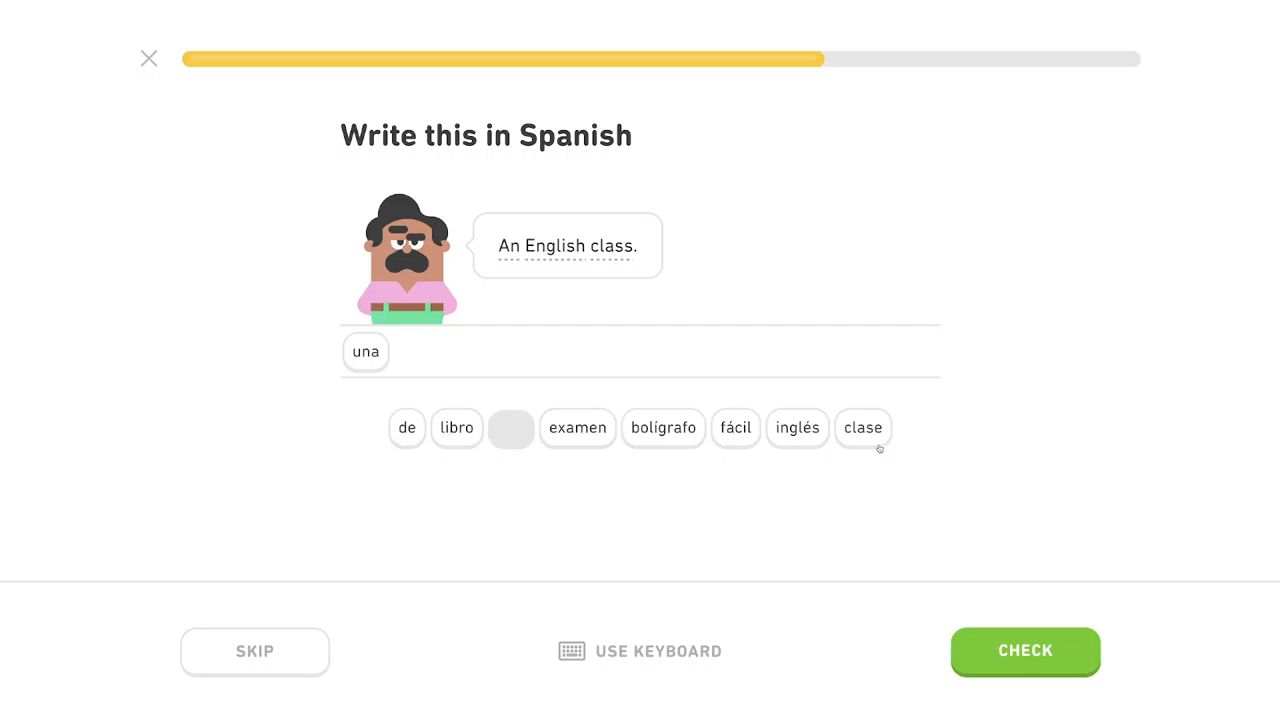 Write this in Spanish
An English class.
una
de libro examen bolígrafo fácil inglés clase
SKIP USE KEYBOARD CHECK